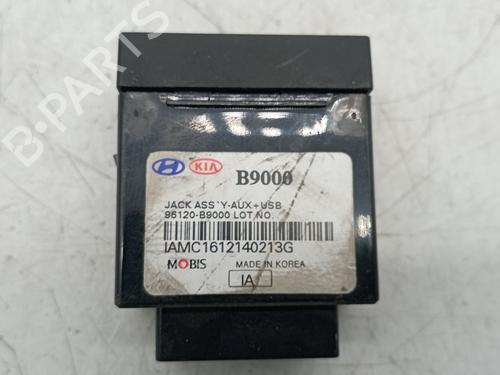 KIA B9000
JACK ASS`Y-AUX+USB
96120-B9000 LOT NO.
IAMC1612140213G
MOBIS MADE IN KOREA
IA
B-PARTS